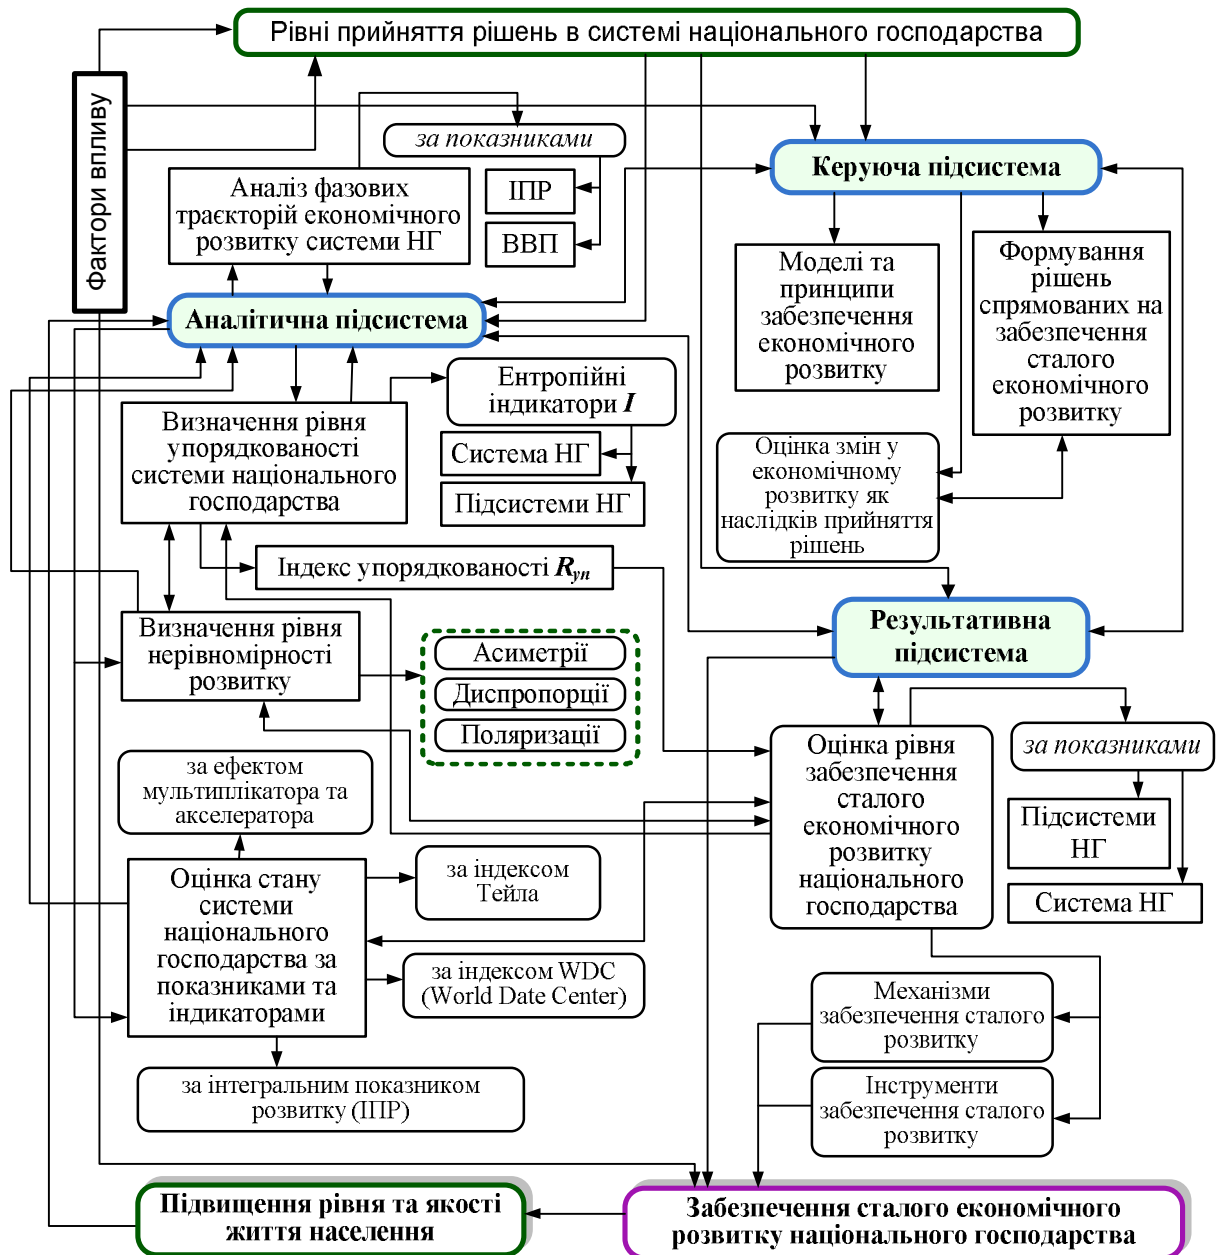 Рівні прийняття рішень в системі національного господарства
Фактори впливу
за показниками
ІПР
ВВП
Аналіз фазових
траєкторій економічного
розвитку системи НГ
Керуюча підсистема
Моделі та
принципи
забезпечення
економічного
розвитку
Формування
рішень
спрямованих на
забезпечення
сталого
економічного
розвитку
Аналітична підсистема
Ентропійні
індикатори I
Система НГ
Підсистеми НГ
Визначення рівня
упорядкованості
системи національного
господарства
Оцінка змін у
економічному
розвитку як
наслідків прийняття
рішень
Індекс упорядкованості Rуп
Результативна
підсистема
Визначення рівня
нерівномірності
розвитку
Асиметрії
Диспропорції
Поляризації
за ефектом
мультиплікатора та
акселератора
Оцінка рівня
забезпечення
сталого
економічного
розвитку
національного
господарства
за показниками
Підсистеми
НГ
Система НГ
Оцінка стану
системи
національного
господарства за
показниками та
індикаторами
за індексом
Тейла
за індексом WDC
(World Date Center)
за інтегральним показником
розвитку (ІПР)
Механізми
забезпечення сталого
розвитку
Інструменти
забезпечення сталого
розвитку
Підвищення рівня та якості
життя населення
Забезпечення сталого економічного
розвитку національного господарства